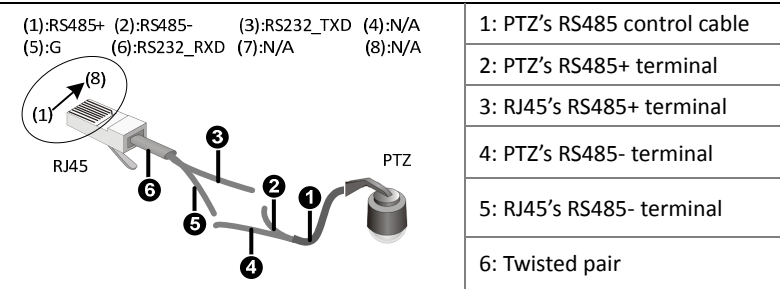 (1):RS485+ (2):RS485- (3):RS232_TXD (4):N/A
(5):G (6):RS232_RXD (7):N/A (8):N/A
(8)
(1)
RJ45
PTZ
3
6
2
1
5
4
1: PTZ's RS485 control cable
2: PTZ's RS485+ terminal
3: RJ45's RS485+ terminal
4: PTZ's RS485- terminal
5: RJ45's RS485- terminal
6: Twisted pair